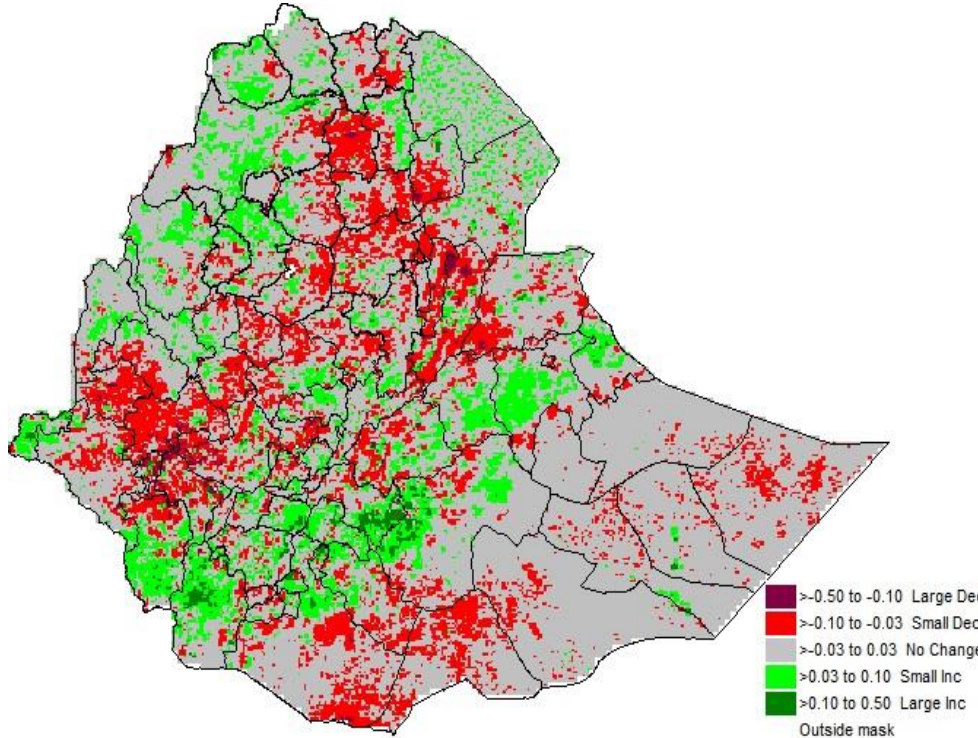 >-0.50 to -0.10 Large Dec
>-0.10 to -0.03 Small Dec
>-0.03 to 0.03 No Change
>0.03 to 0.10 Small Inc
>0.10 to 0.50 Large Inc
Outside mask